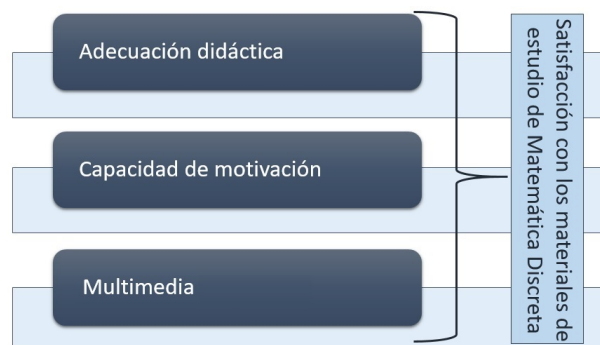 Adecuación didáctica
Capacidad de motivación
Multimedia
Satisfacción con los materiales de
estudio de Matemática Discreta